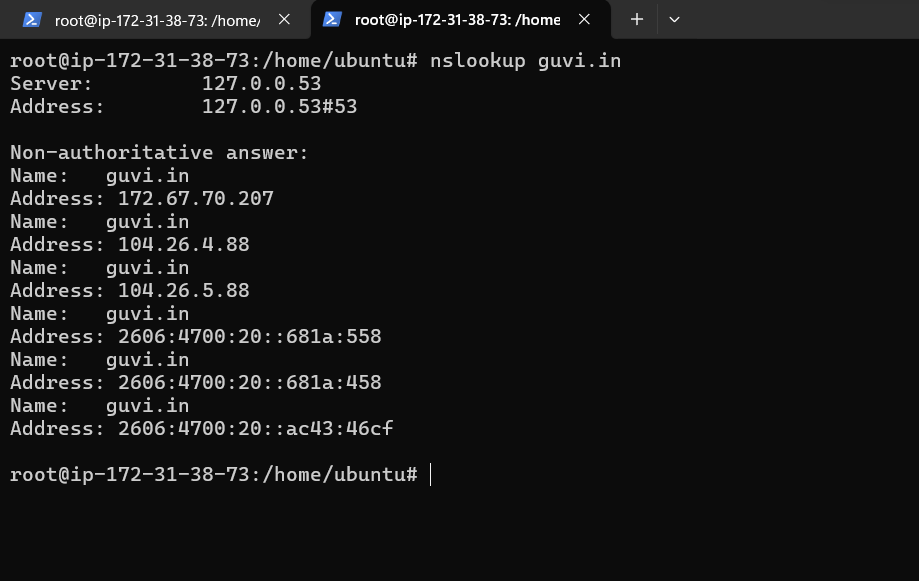 root@ip-172-31-38-73: /home/
root@ip-172-31-38-73: /home
root@ip-172-31-38-73:/home/ubuntu# nslookup guvi.in
Server:		127.0.0.53
Address:	127.0.0.53#53
Non-authoritative answer:
Name:	guvi.in
Address: 172.67.70.207
Name:	guvi.in
Address: 104.26.4.88
Name:	guvi.in
Address: 104.26.5.88
Name:	guvi.in
Address: 2606:4700:20::681a:558
Name:	guvi.in
Address: 2606:4700:20::681a:458
Name:	guvi.in
Address: 2606:4700:20::ac43:46cf
root@ip-172-31-38-73:/home/ubuntu#